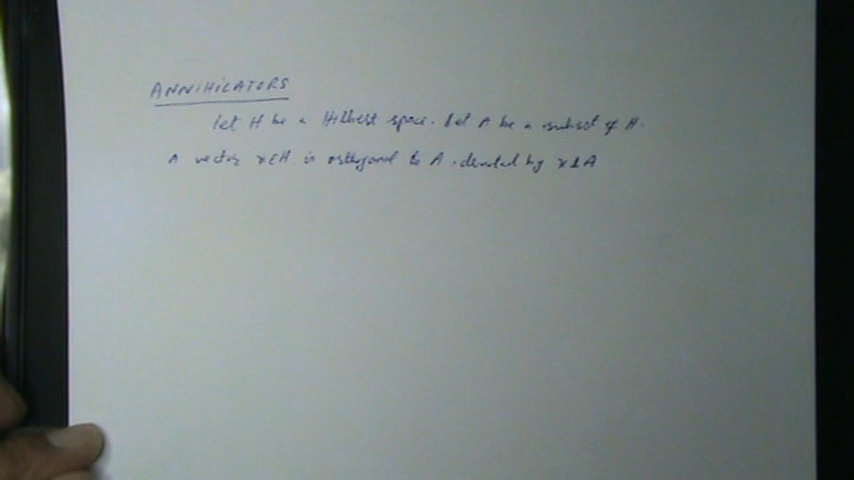 ANNIHILATORS
Let H be a Hilbert space. Let A be a subset of H.
A vector x∈H is orthogonal to A, denoted by x⊥A